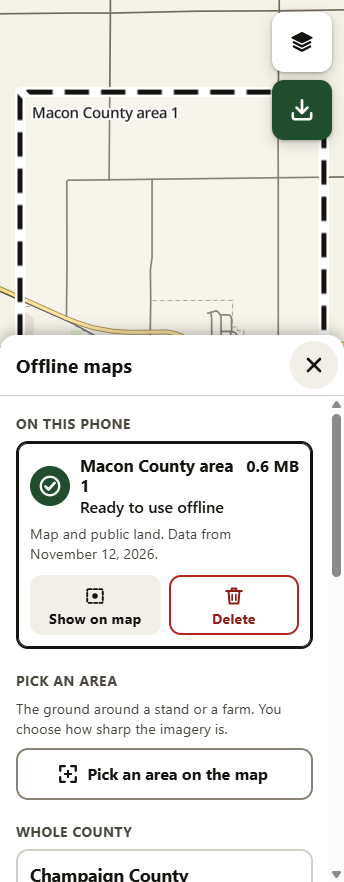 Macon County area 1
Offline maps
ON THIS PHONE
Macon County area 0.6 MB
1
Ready to use offline
Map and public land. Data from
November 12, 2026.
Show on map Delete
PICK AN AREA
The ground around a stand or a farm. You
choose how sharp the imagery is.
Pick an area on the map
WHOLE COUNTY
Champaign County